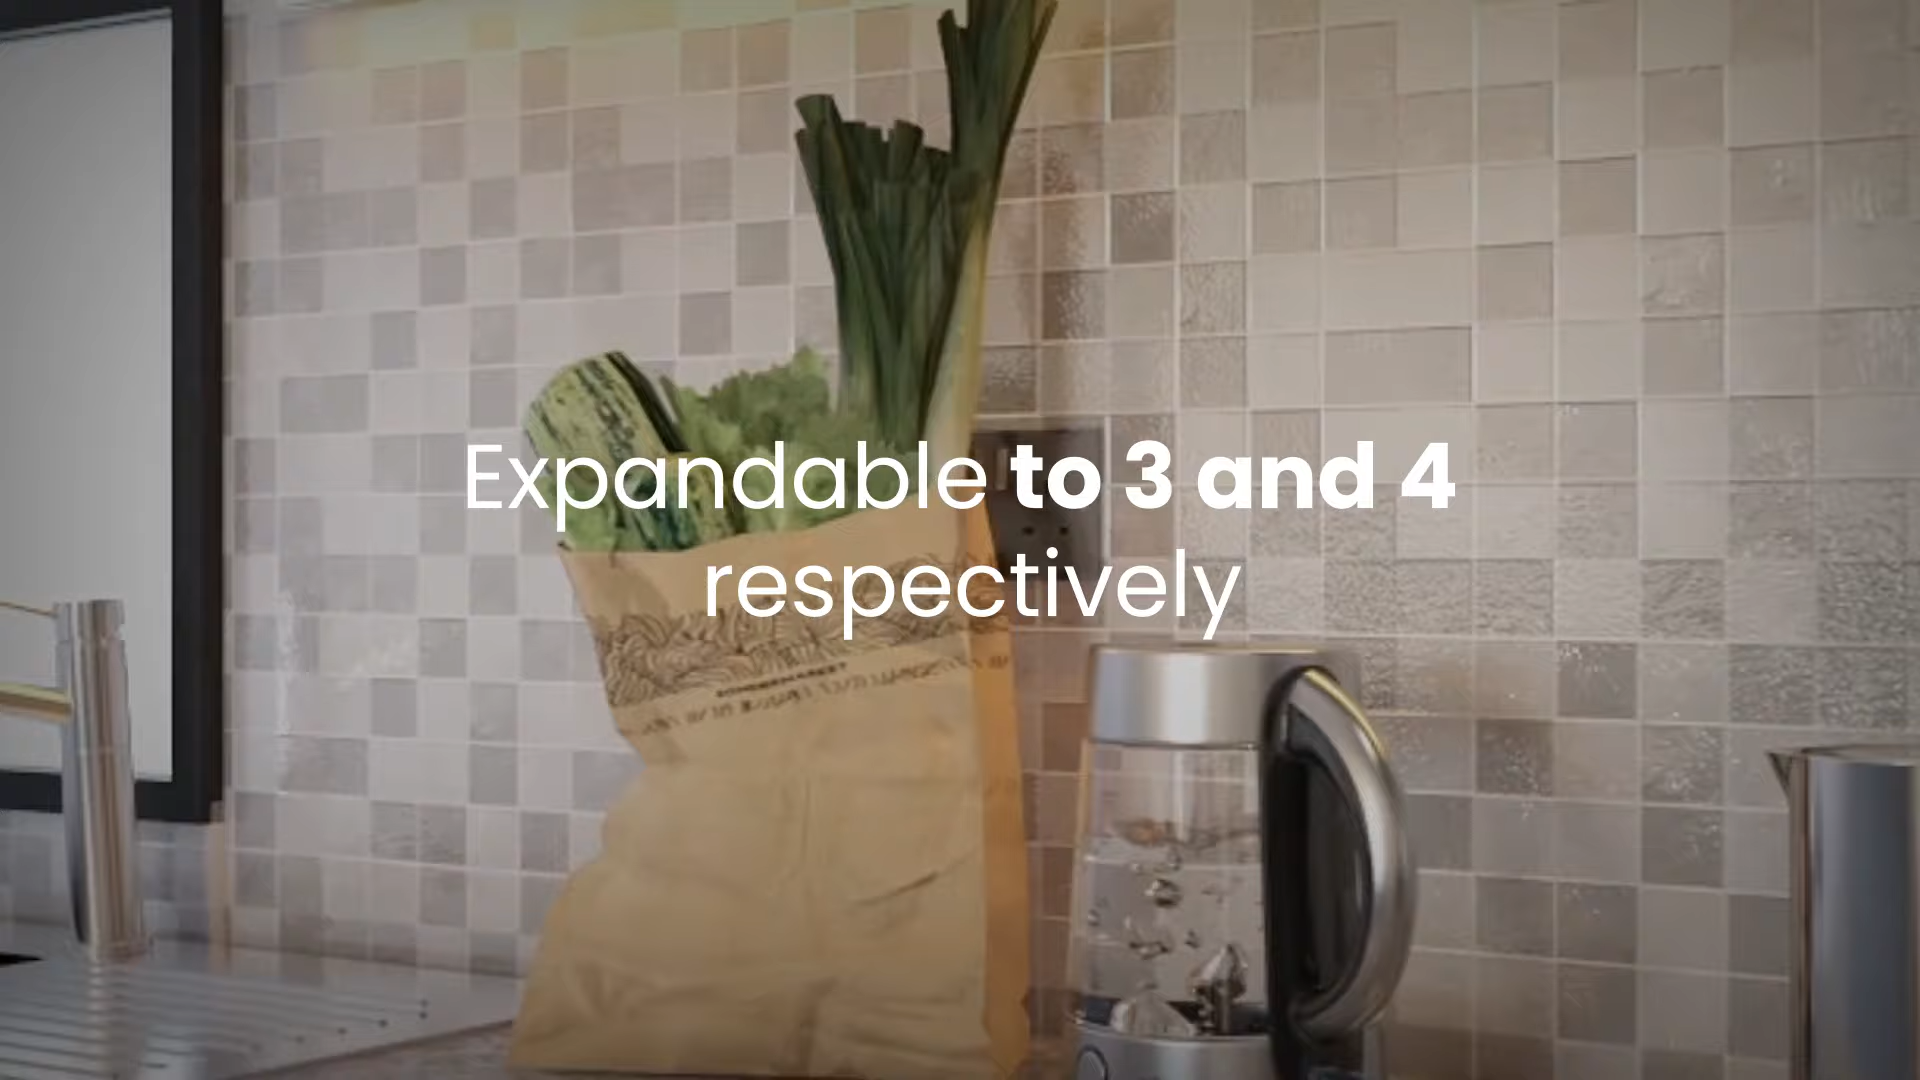 Expandable to 3 and 4
respectively